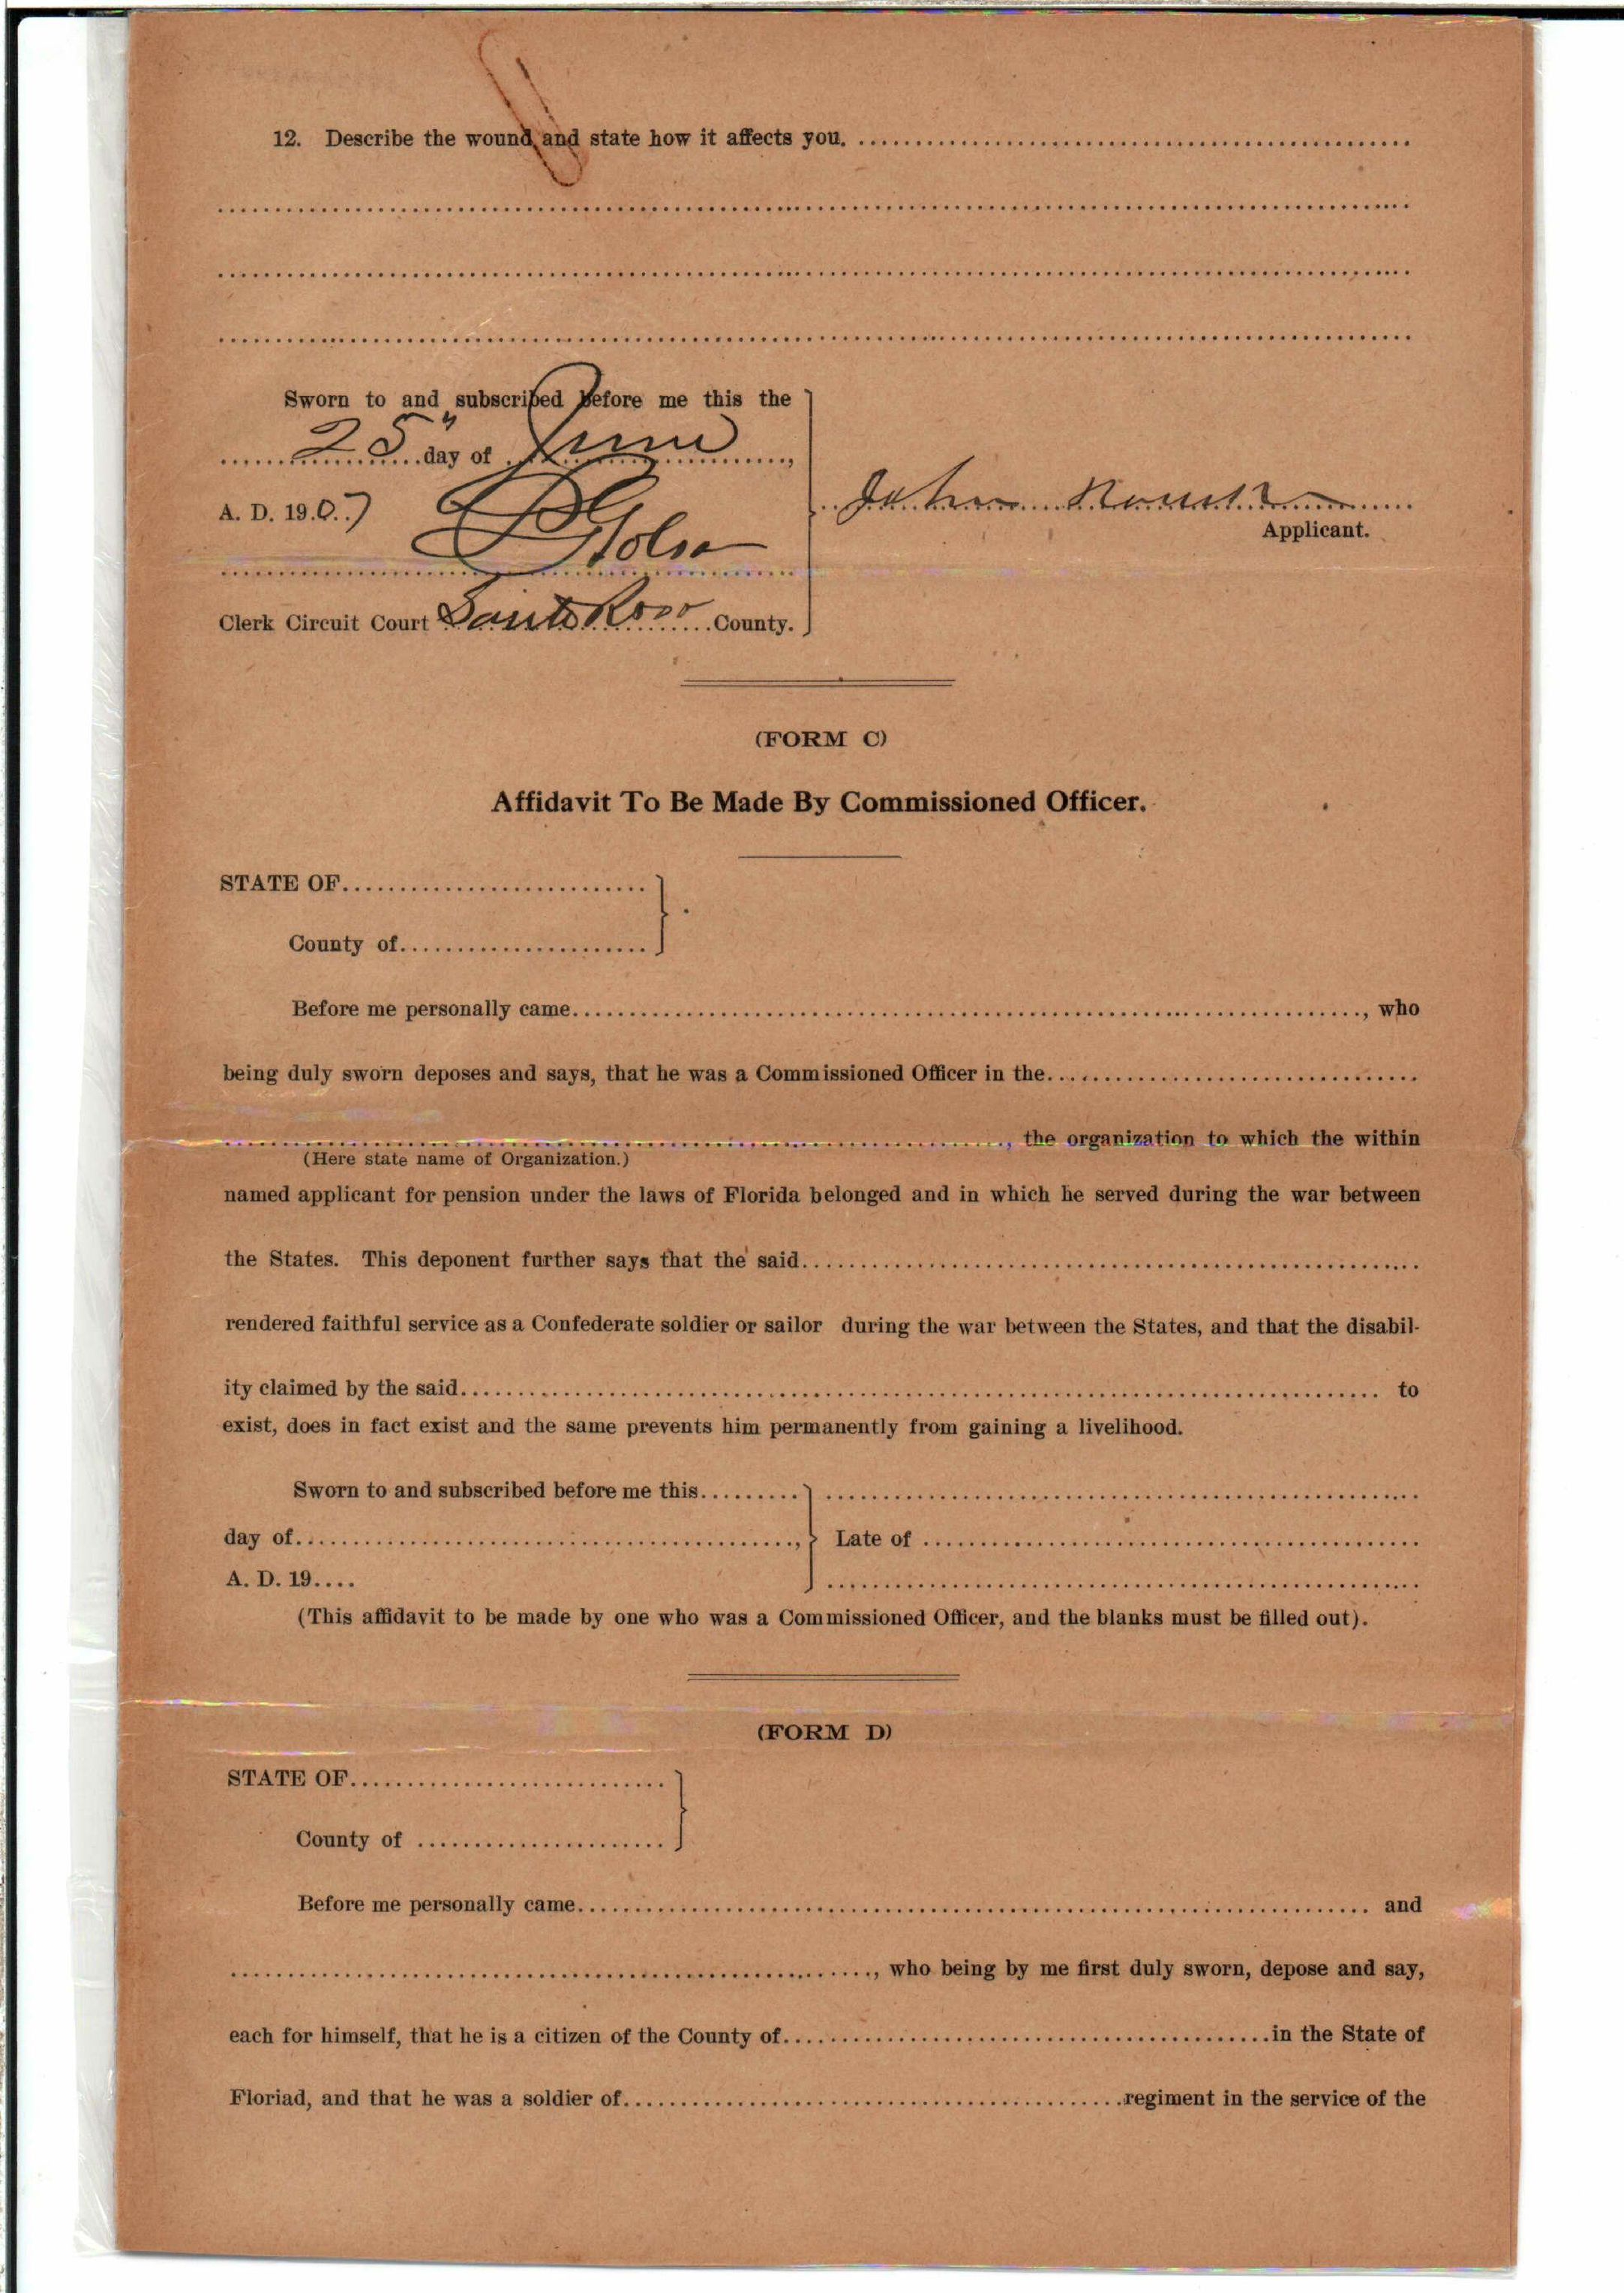 12. Describe the wound and state how it affects you. ........................................
........................................
........................................
........................................
Sworn to and subscribed before me this the
25" day of June,
A. D. 1907
John
Applicant.
Clerk Circuit Court Santa Rosa County.
(FORM C)
Affidavit To Be Made By Commissioned Officer.
STATE OF............................
County of......................
Before me personally came........................................, who
being duly sworn deposes and says, that he was a Commissioned Officer in the..............................
........................................, the organization to which the within
(Here state name of Organization.)
named applicant for pension under the laws of Florida belonged and in which he served during the war between
the States. This deponent further says that the said........................................
rendered faithful service as a Confederate soldier or sailor during the war between the States, and that the disabil-
ity claimed by the said........................................ to
exist, does in fact exist and the same prevents him permanently from gaining a livelihood.
Sworn to and subscribed before me this.........
day of........................................, Late of ........................................
A. D. 19....
(This affidavit to be made by one who was a Commissioned Officer, and the blanks must be filled out).
(FORM D)
STATE OF............................
County of ......................
Before me personally came........................................ and
........................................, who being by me first duly sworn, depose and say,
each for himself, that he is a citizen of the County of........................................in the State of
Floriad, and that he was a soldier of........................................regiment in the service of the